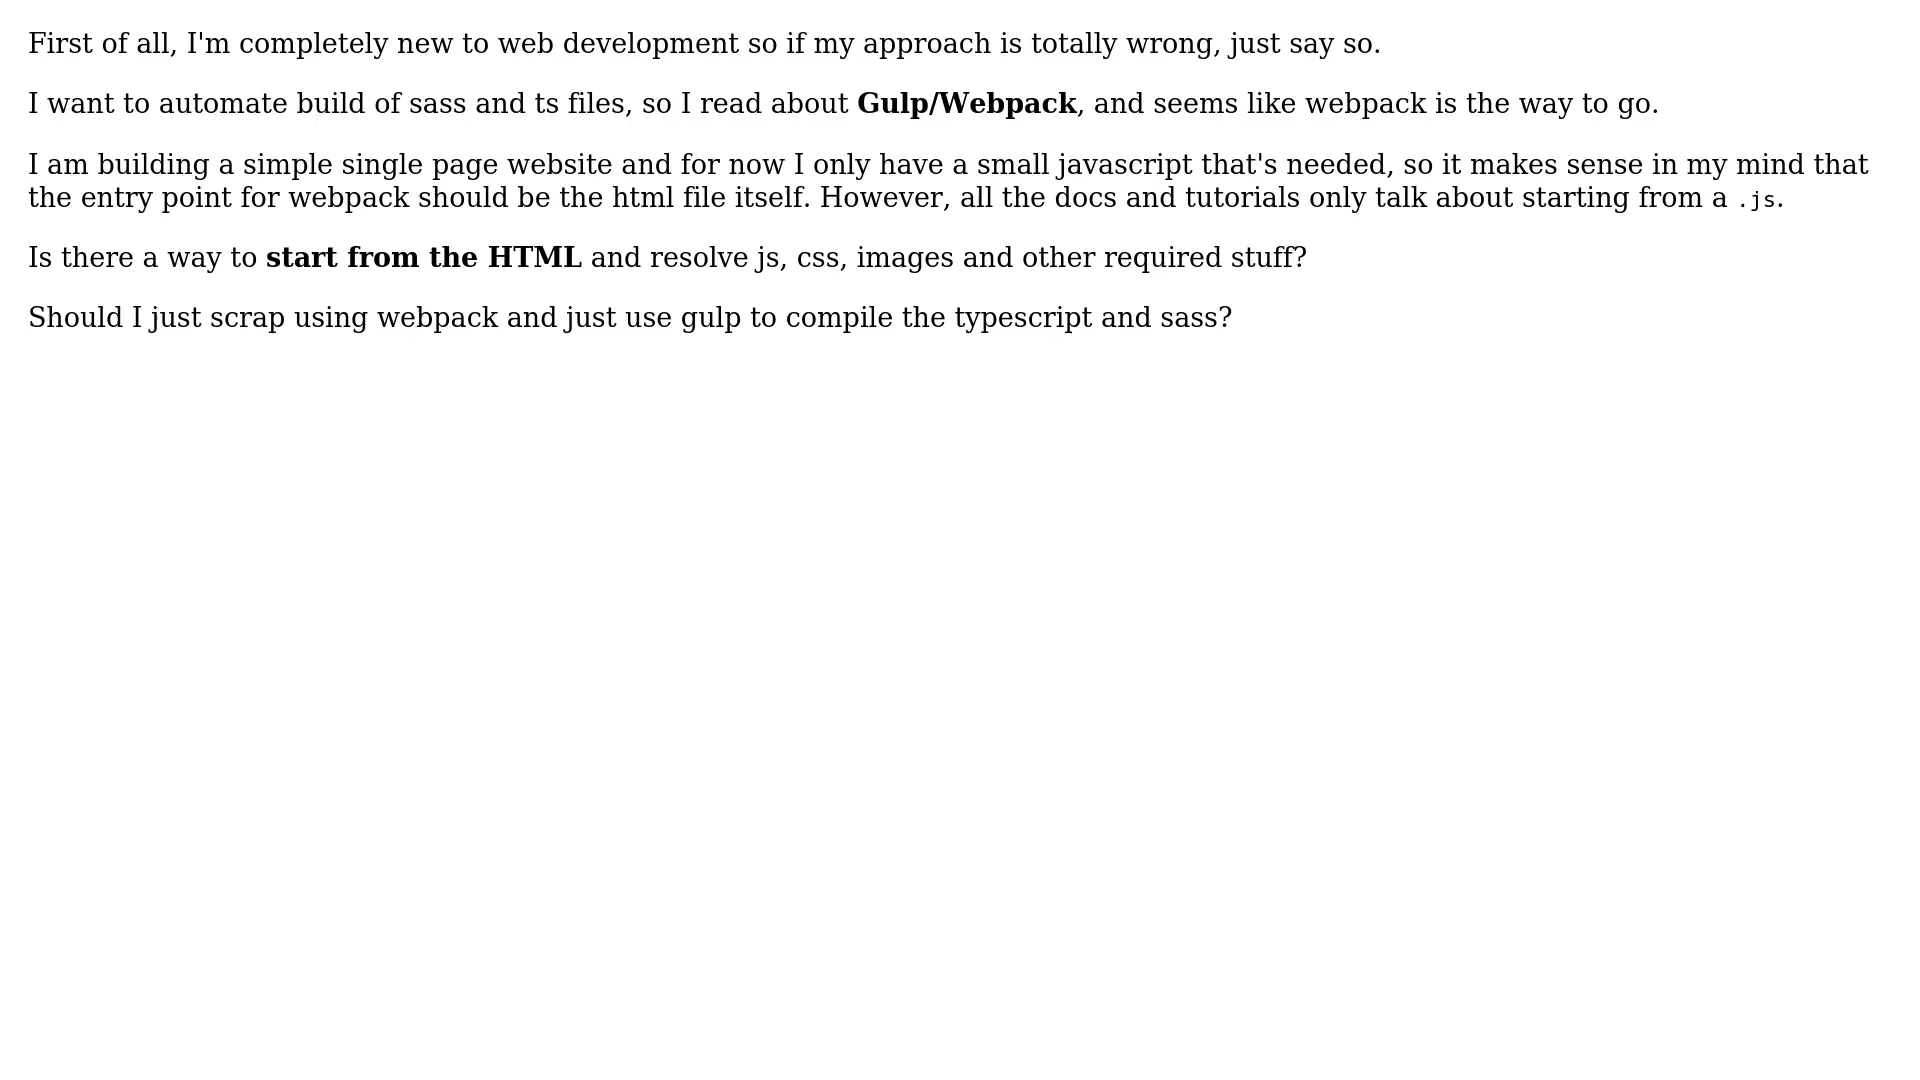 First of all, I'm completely new to web development so if my approach is totally wrong, just say so.
I want to automate build of sass and ts files, so I read about Gulp/Webpack, and seems like webpack is the way to go.
I am building a simple single page website and for now I only have a small javascript that's needed, so it makes sense in my mind that
the entry point for webpack should be the html file itself. However, all the docs and tutorials only talk about starting from a .js.
Is there a way to start from the HTML and resolve js, css, images and other required stuff?
Should I just scrap using webpack and just use gulp to compile the typescript and sass?